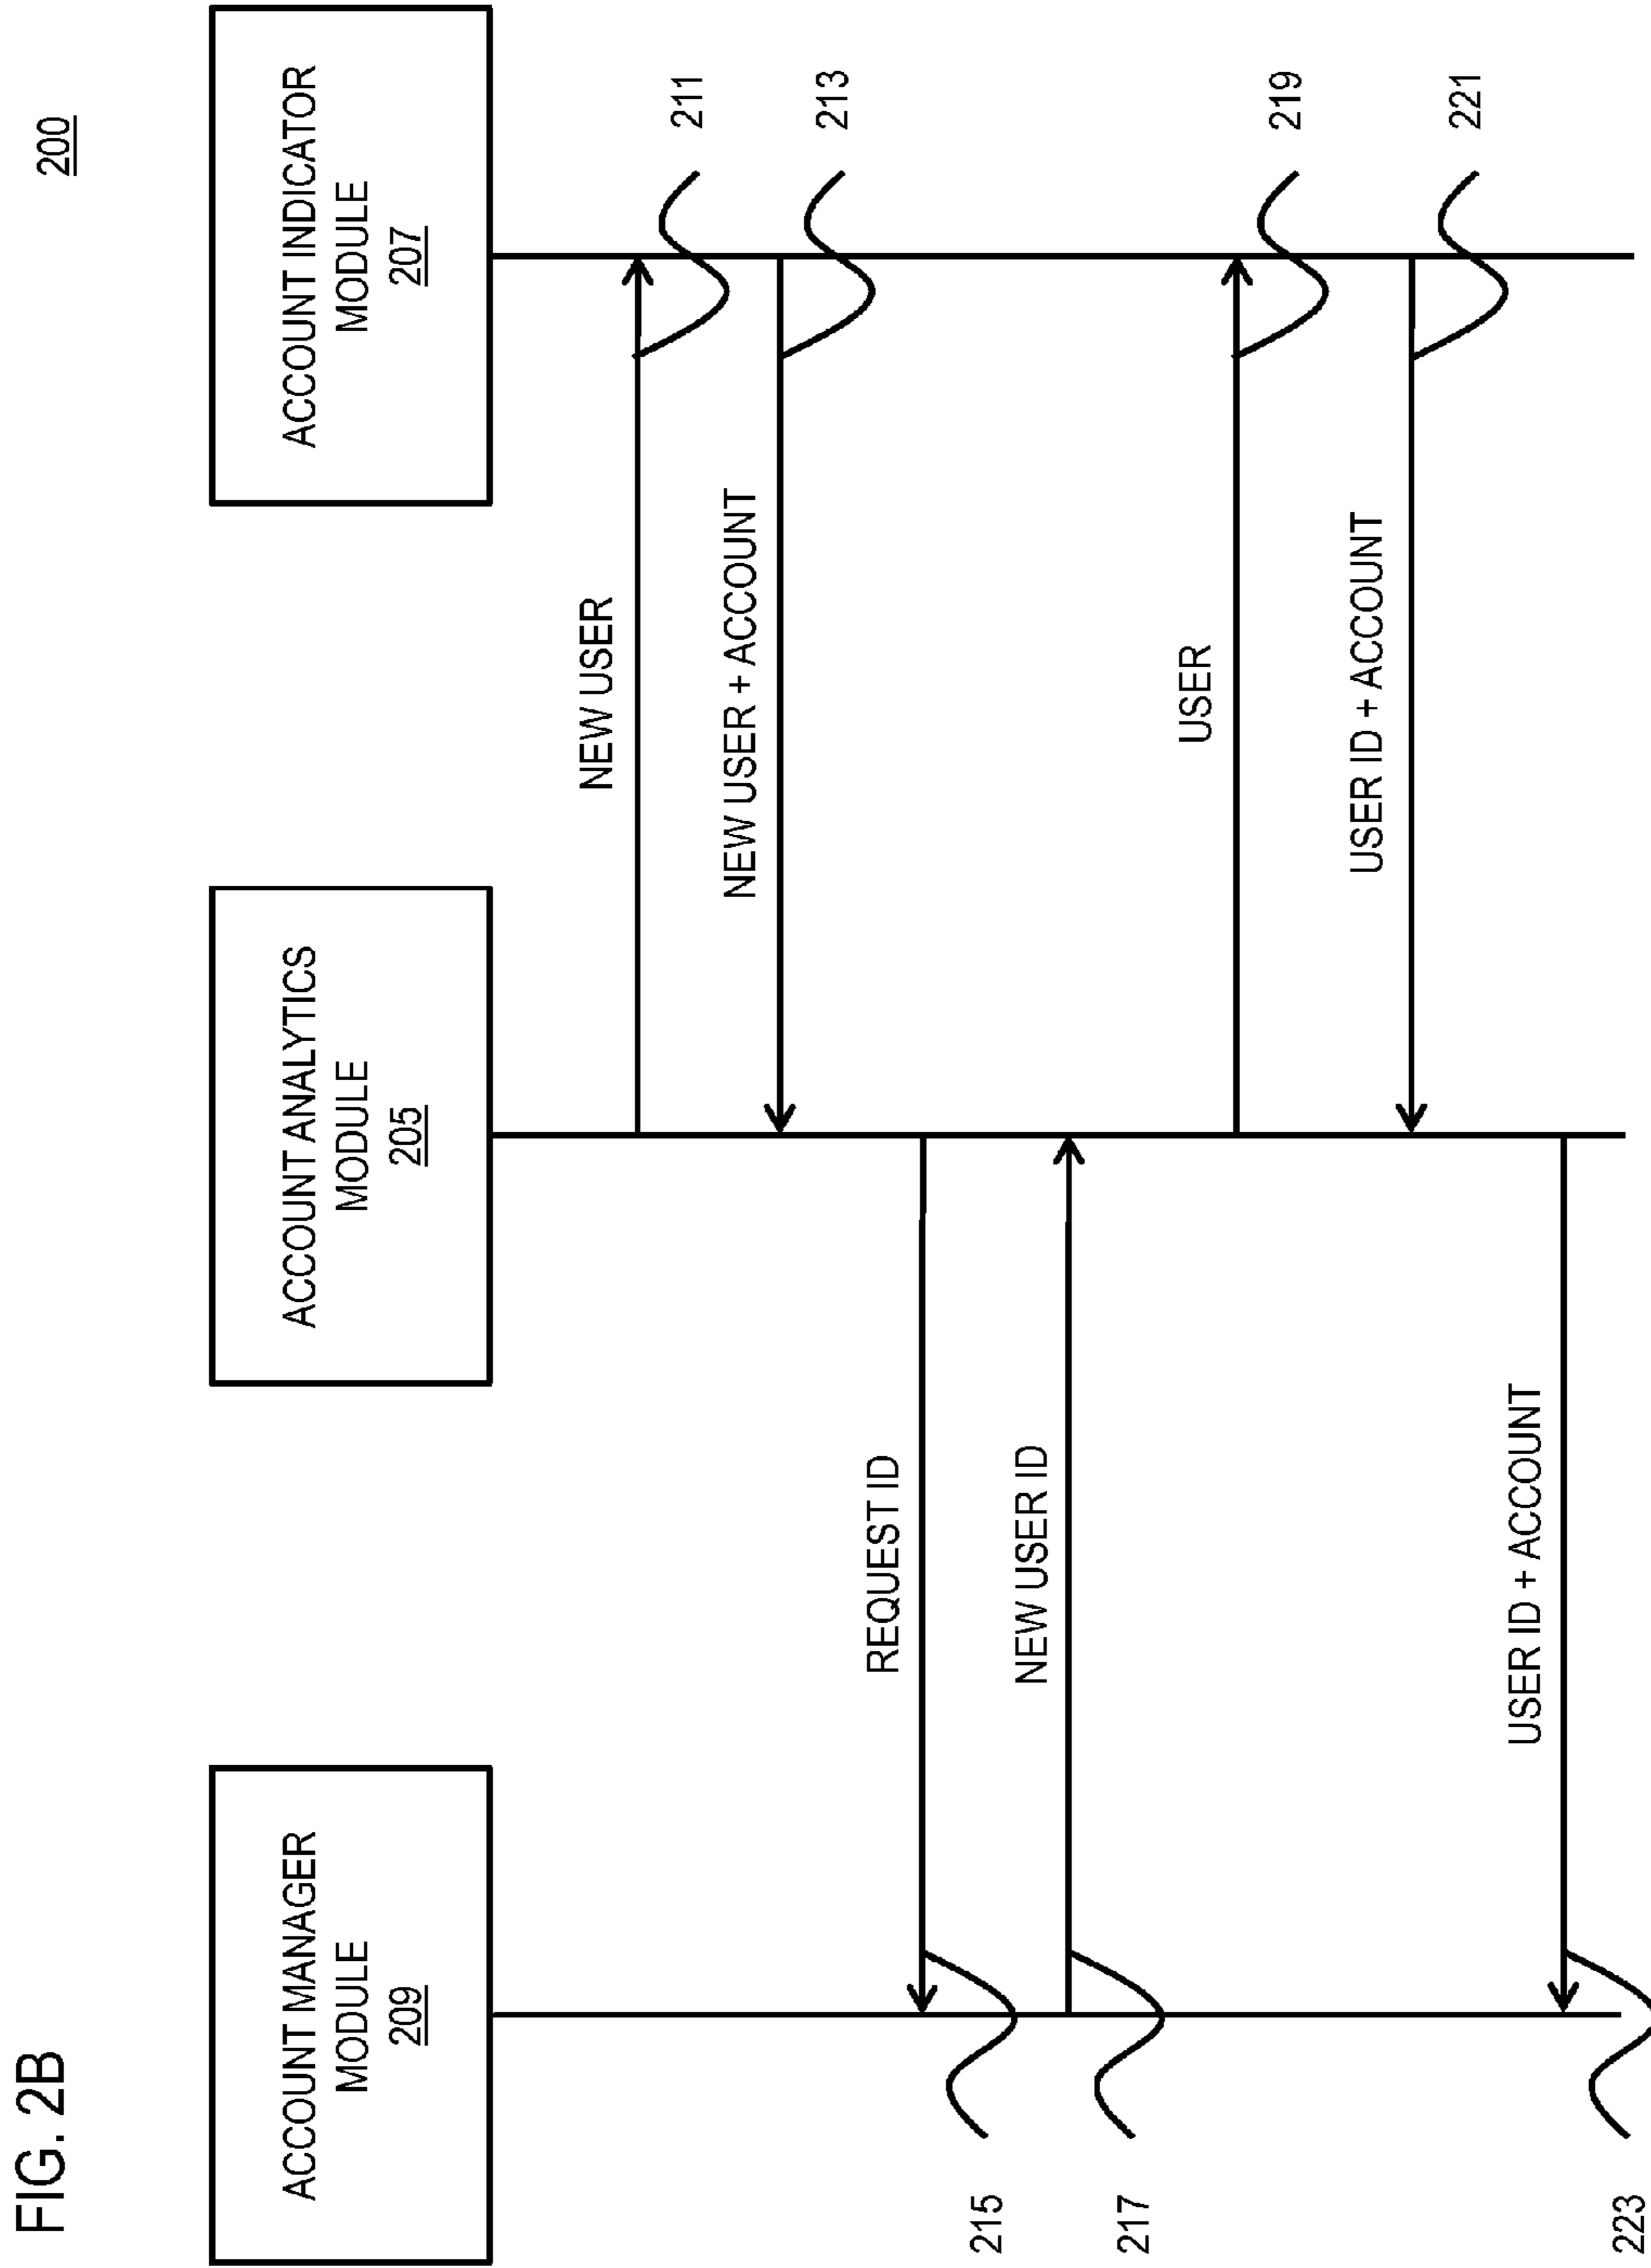 FIG. 2B
200
ACCOUNT MANAGER
MODULE
209
ACCOUNT ANALYTICS
MODULE
205
ACCOUNT INDICATOR
MODULE
207
NEW USER
211
NEW USER + ACCOUNT
213
REQUEST ID
215
NEW USER ID
217
USER
219
USER ID + ACCOUNT
221
USER ID + ACCOUNT
223